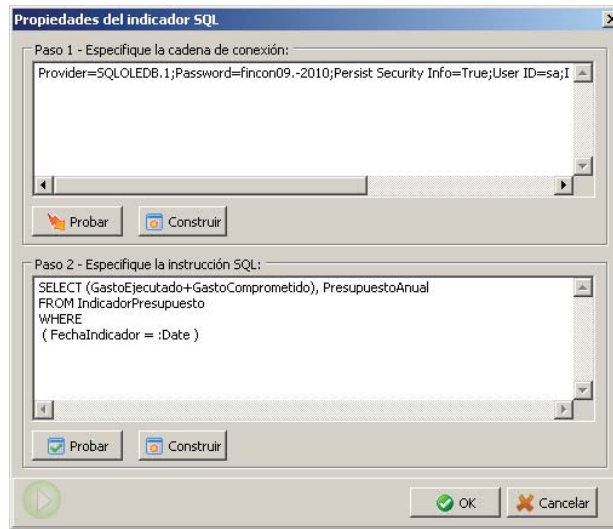 Propiedades del indicador SQL
Paso 1 - Especifique la cadena de conexión:
Provider=SQLOLEDB.1;Password=fincon09.-2010;Persist Security Info=True;User ID=sa;I
Probar Construir
Paso 2 - Especifique la instrucción SQL:
SELECT (GastoEjecutado+GastoComprometido), PresupuestoAnual
FROM IndicadorPresupuesto
WHERE
( FechaIndicador = :Date )
Probar Construir
OK Cancelar